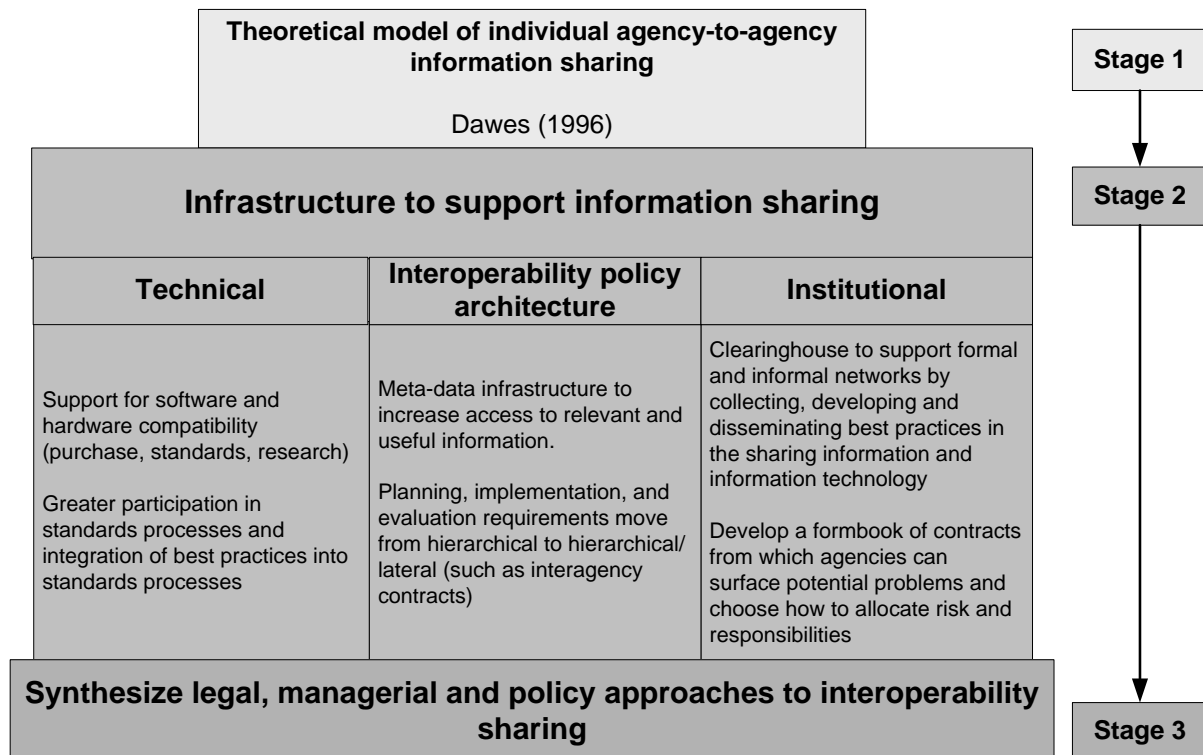 Theoretical model of individual agency-to-agency
information sharing
Dawes (1996)
Stage 1
Infrastructure to support information sharing
Stage 2
Technical
Interoperability policy
architecture
Institutional
Support for software and
hardware compatibility
(purchase, standards, research)
Greater participation in
standards processes and
integration of best practices into
standards processes
Meta-data infrastructure to
increase access to relevant and
useful information.
Planning, implementation, and
evaluation requirements move
from hierarchical to hierarchical/
lateral (such as interagency
contracts)
Clearinghouse to support formal
and informal networks by
collecting, developing and
disseminating best practices in
the sharing information and
information technology
Develop a formbook of contracts
from which agencies can
surface potential problems and
choose how to allocate risk and
responsibilities
Synthesize legal, managerial and policy approaches to interoperability
sharing
Stage 3